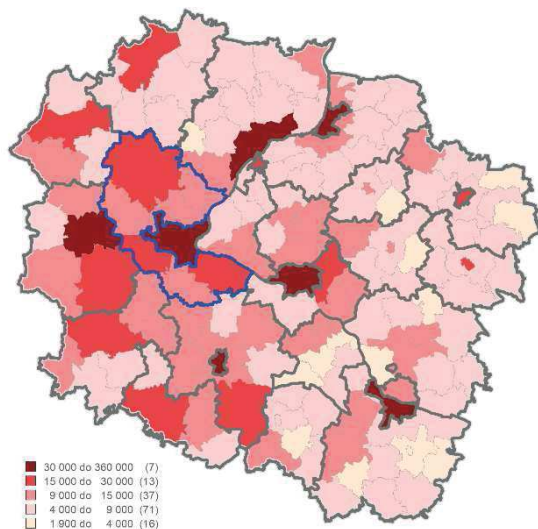 30 000 do 360 000 (7)
15 000 do 30 000 (13)
9 000 do 15 000 (37)
4 000 do 9 000 (71)
1 900 do 4 000 (16)